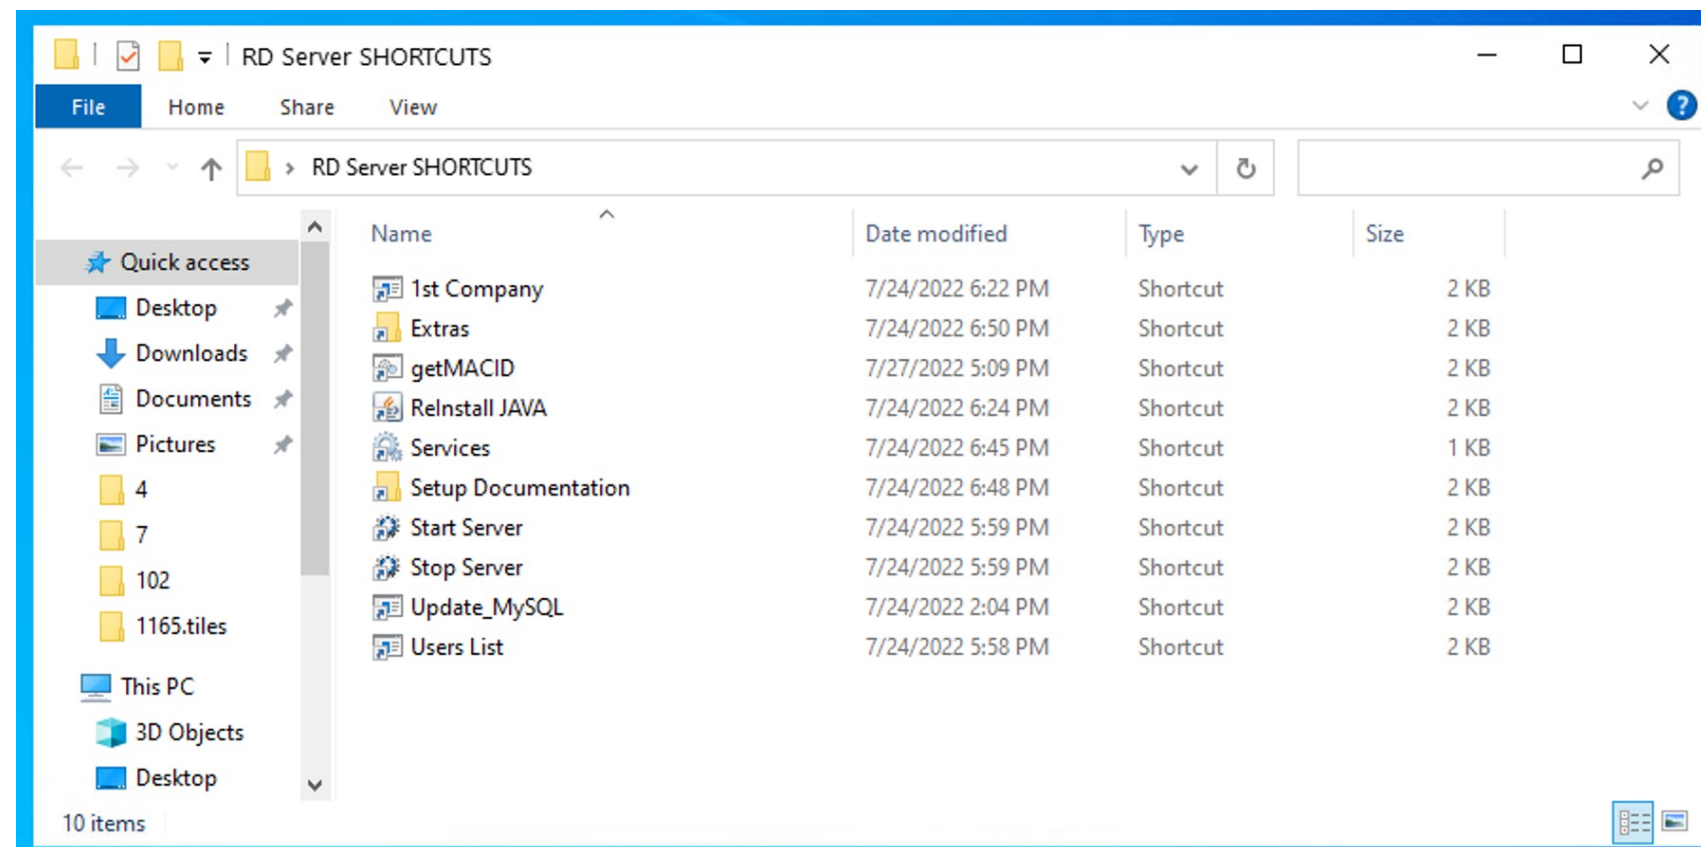 RD Server SHORTCUTS
File Home Share View ?
RD Server SHORTCUTS
Name Date modified Type Size
Quick access
Desktop
Downloads
Documents
Pictures
4
7
102
1165.tiles
This PC
3D Objects
Desktop
1st Company 7/24/2022 6:22 PM Shortcut 2 KB
Extras 7/24/2022 6:50 PM Shortcut 2 KB
getMACID 7/27/2022 5:09 PM Shortcut 2 KB
ReInstall JAVA 7/24/2022 6:24 PM Shortcut 2 KB
Services 7/24/2022 6:45 PM Shortcut 1 KB
Setup Documentation 7/24/2022 6:48 PM Shortcut 2 KB
Start Server 7/24/2022 5:59 PM Shortcut 2 KB
Stop Server 7/24/2022 5:59 PM Shortcut 2 KB
Update_MySQL 7/24/2022 2:04 PM Shortcut 2 KB
Users List 7/24/2022 5:58 PM Shortcut 2 KB
10 items